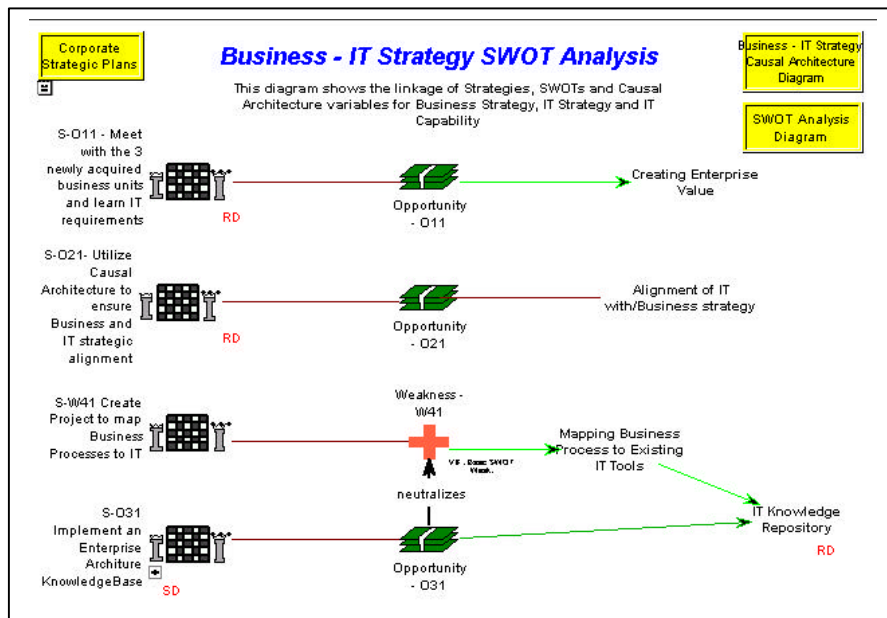 Corporate
Strategic Plans
Business - IT Strategy SWOT Analysis
Business - IT Strategy
Causal Architecture
Diagram
This diagram shows the linkage of Strategies, SWOTs and Causal
Architecture variables for Business Strategy, IT Strategy and IT
Capability
SWOT Analysis
Diagram
S-O11 - Meet
with the 3
newly acquired
business units
and learn IT
requirements
RD
Opportunity
- O11
Creating Enterprise
Value
S-O21- Utilize
Causal
Architecture to
ensure
Business and
IT strategic
alignment
RD
Opportunity
- O21
Alignment of IT
with/Business strategy
S-W41 Create
Project to map
Business
Processes to IT
Weakness -
W41
Mapping Business
Process to Existing
IT Tools
neutralizes
S-O31
Implement an
Enterprise
Architure
KnowledgeBase
SD
Opportunity
- O31
IT Knowledge
Repository
RD